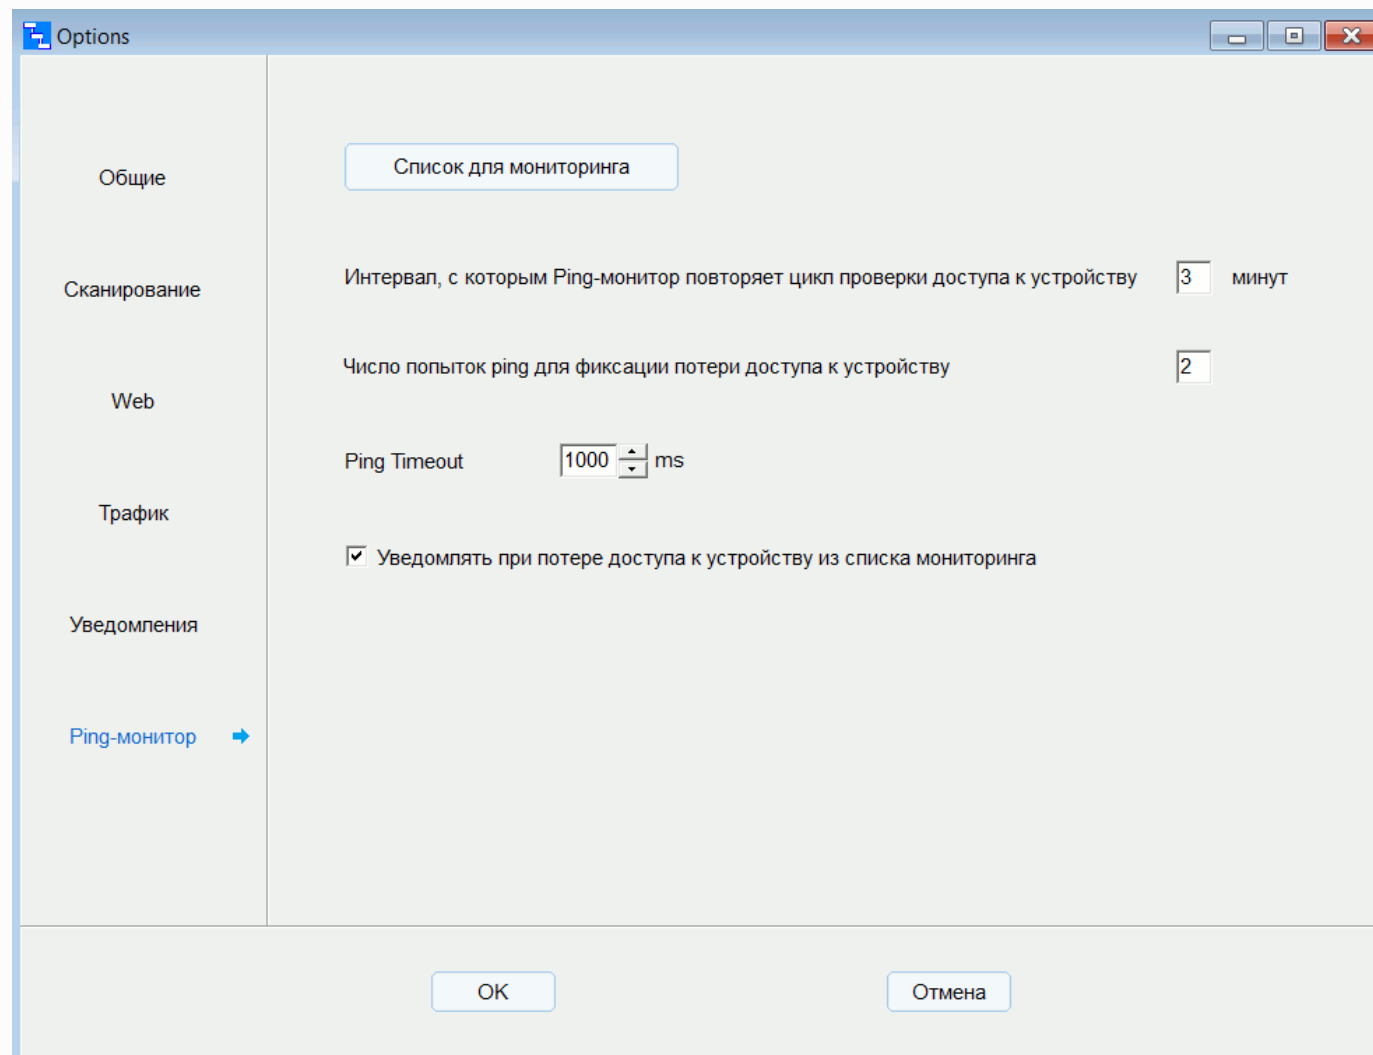 Options
Общие
Сканирование
Web
Трафик
Уведомления
Ping-монитор
Список для мониторинга
Интервал, с которым Ping-монитор повторяет цикл проверки доступа к устройству 3 минут
Число попыток ping для фиксации потери доступа к устройству 2
Ping Timeout 1000 ms
Уведомлять при потере доступа к устройству из списка мониторинга
OK
Отмена